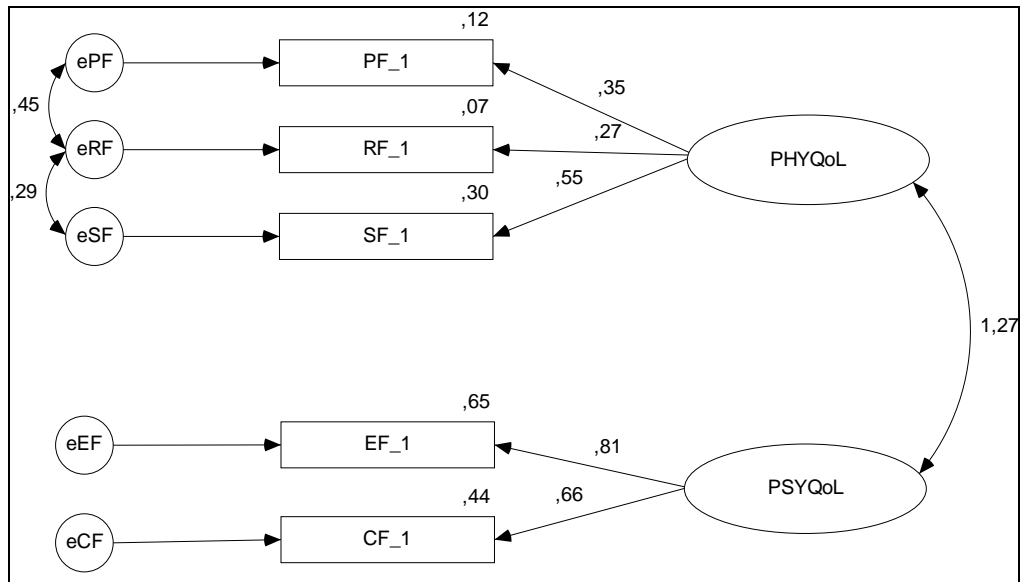 ,12
ePF
PF_1
,35
,45
,07
eRF
RF_1
,27
PHYQoL
,55
,29
,30
eSF
SF_1
1,27
,65
eEF
EF_1
,81
PSYQoL
,44
,66
eCF
CF_1